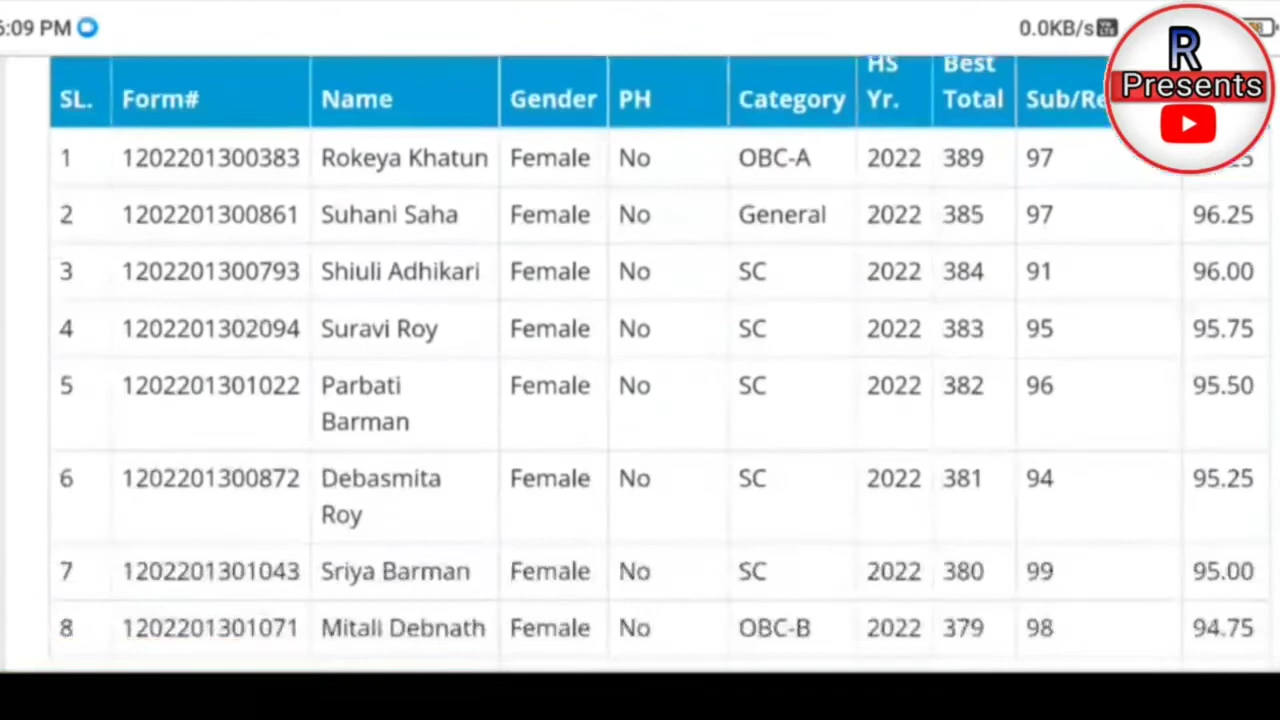 6:09 PM 0.0KB/s
R
Presents
SL. Form# Name Gender PH Category HS Yr. Best Total Sub/Re
1 1202201300383 Rokeya Khatun Female No OBC-A 2022 389 97
2 1202201300861 Suhani Saha Female No General 2022 385 97 96.25
3 1202201300793 Shiuli Adhikari Female No SC 2022 384 91 96.00
4 1202201302094 Suravi Roy Female No SC 2022 383 95 95.75
5 1202201301022 Parbati Barman Female No SC 2022 382 96 95.50
6 1202201300872 Debasmita Roy Female No SC 2022 381 94 95.25
7 1202201301043 Sriya Barman Female No SC 2022 380 99 95.00
8 1202201301071 Mitali Debnath Female No OBC-B 2022 379 98 94.75